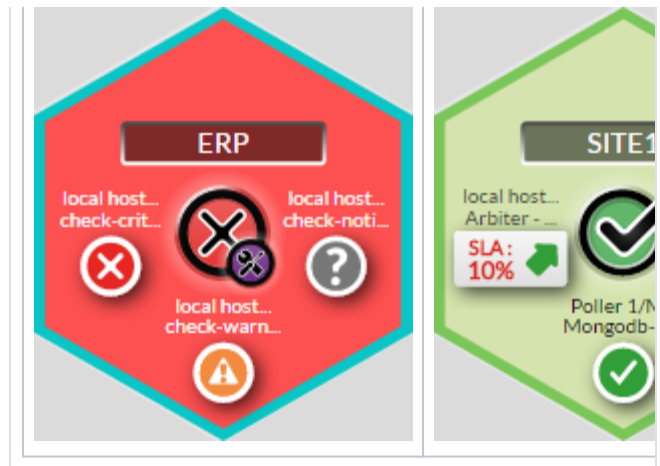 ERP
local host...
check-crit...
local host...
check-noti...
?
local host...
check-warn...
SITE1
local host...
Arbiter - ...
SLA :
10%
Poller 1/M
Mongodb-